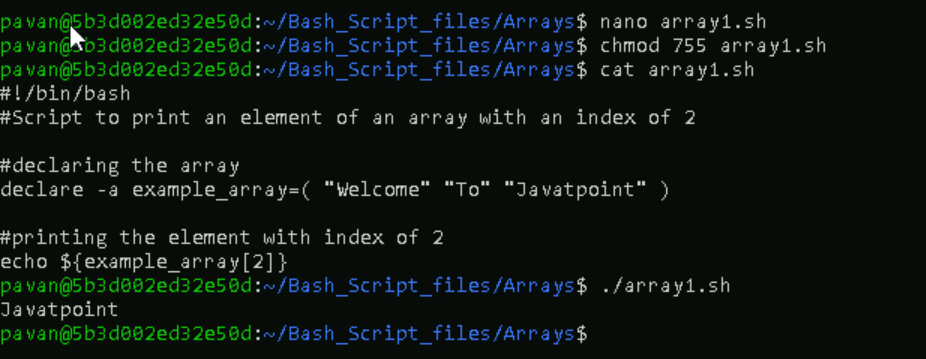 pavan@5b3d002ed32e50d:~/Bash_Script_files/Arrays$ nano array1.sh
pavan@5b3d002ed32e50d:~/Bash_Script_files/Arrays$ chmod 755 array1.sh
pavan@5b3d002ed32e50d:~/Bash_Script_files/Arrays$ cat array1.sh
#!/bin/bash
#Script to print an element of an array with an index of 2
#declaring the array
declare -a example_array=( "Welcome" "To" "Javatpoint" )
#printing the element with index of 2
echo ${example_array[2]}
pavan@5b3d002ed32e50d:~/Bash_Script_files/Arrays$ ./array1.sh
Javatpoint
pavan@5b3d002ed32e50d:~/Bash_Script_files/Arrays$